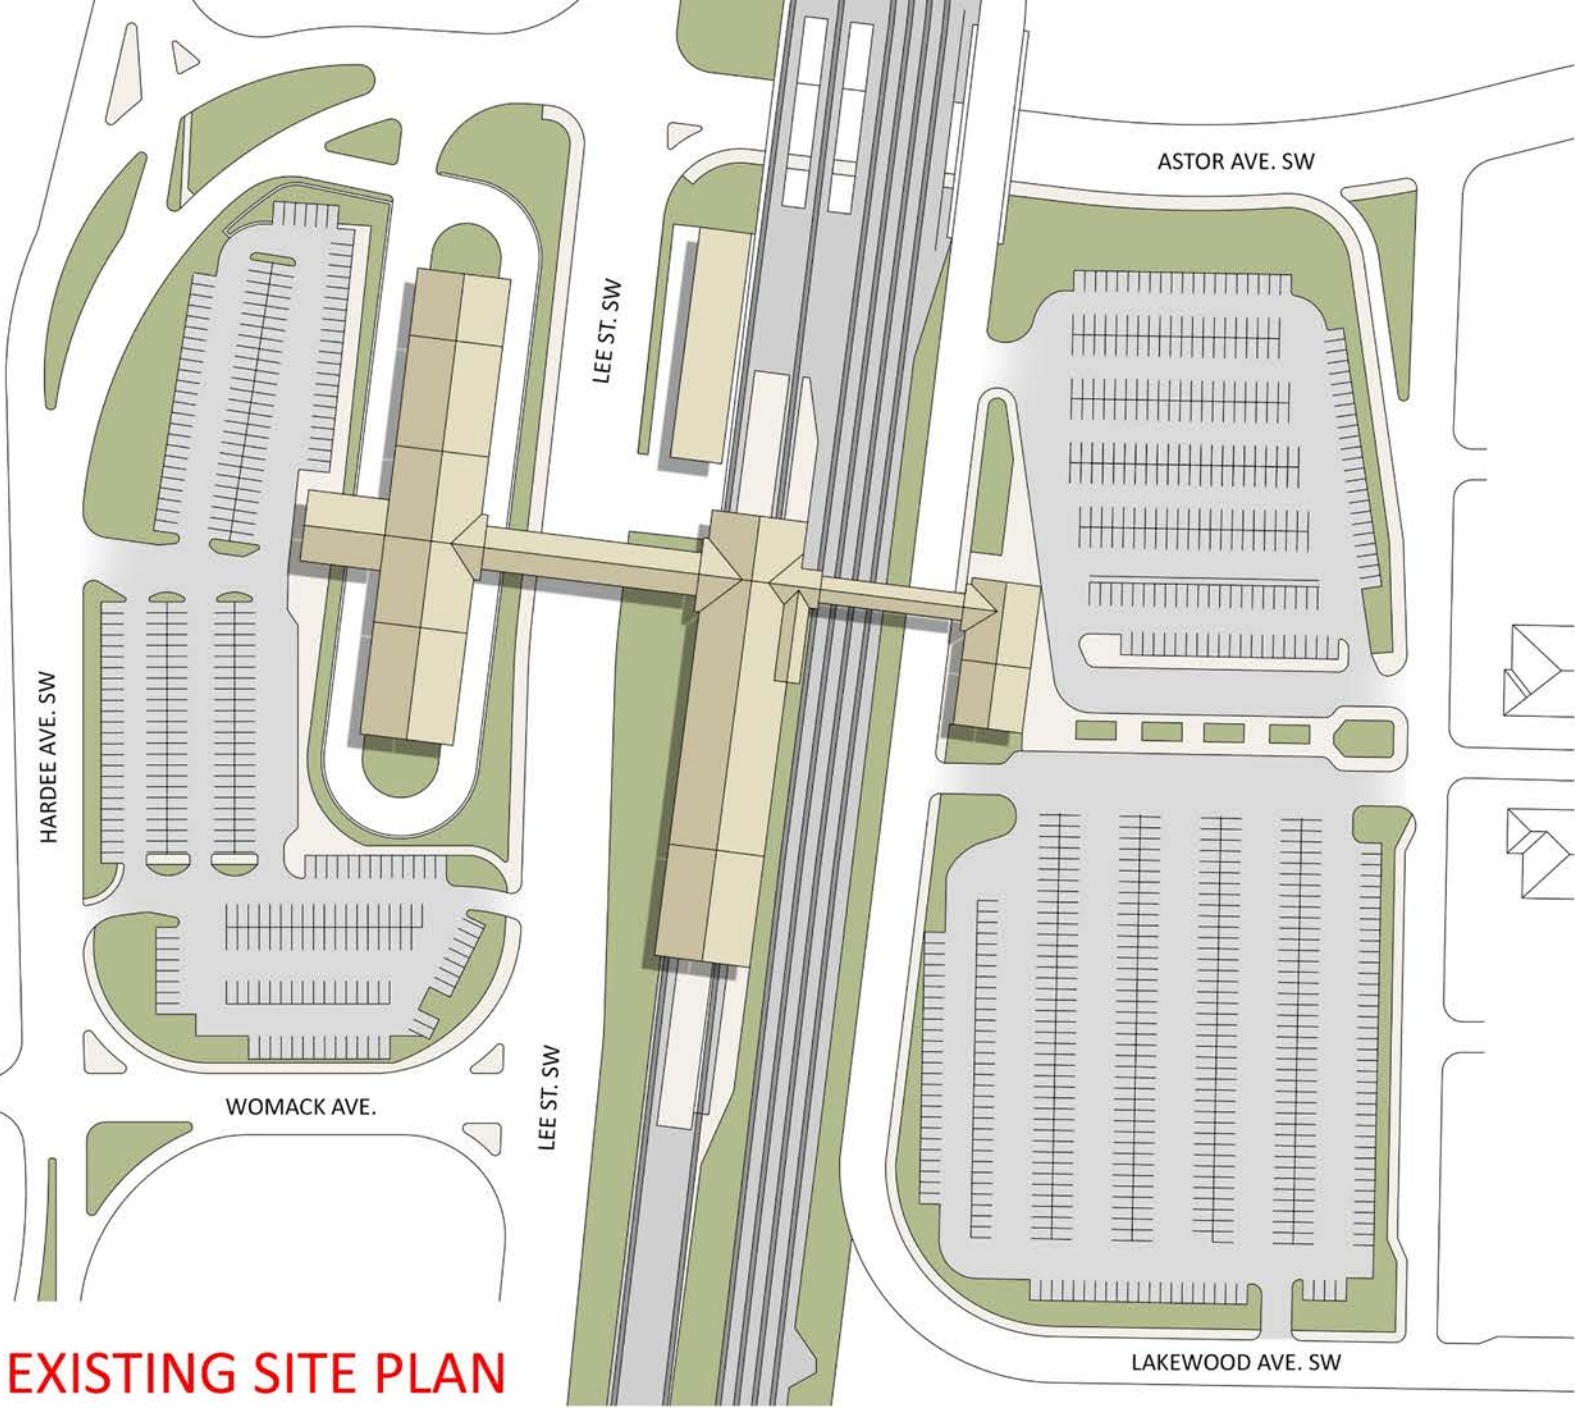 ASTOR AVE. SW
LEE ST. SW
HARDEE AVE. SW
LEE ST. SW
WOMACK AVE.
LAKEWOOD AVE. SW
EXISTING SITE PLAN